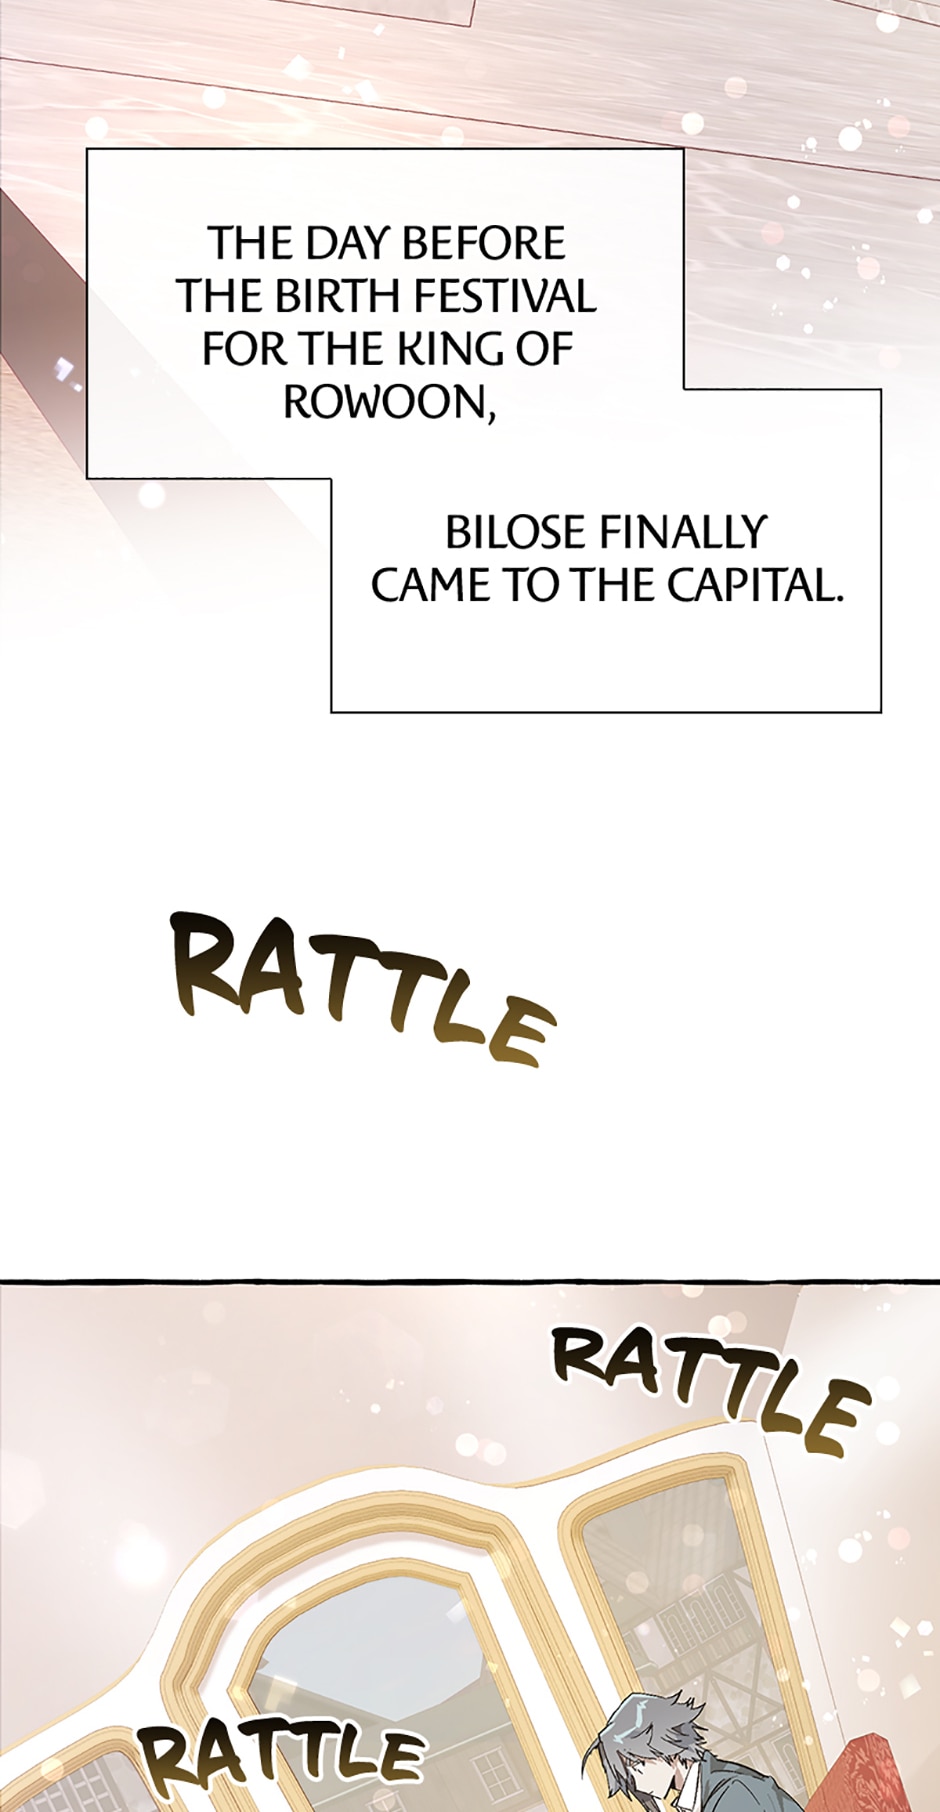 THE DAY BEFORE
THE BIRTH FESTIVAL
FOR THE KING OF
ROWOON,
BILOSE FINALLY
CAME TO THE CAPITAL.
RATTLE
RATTLE
RATTLE